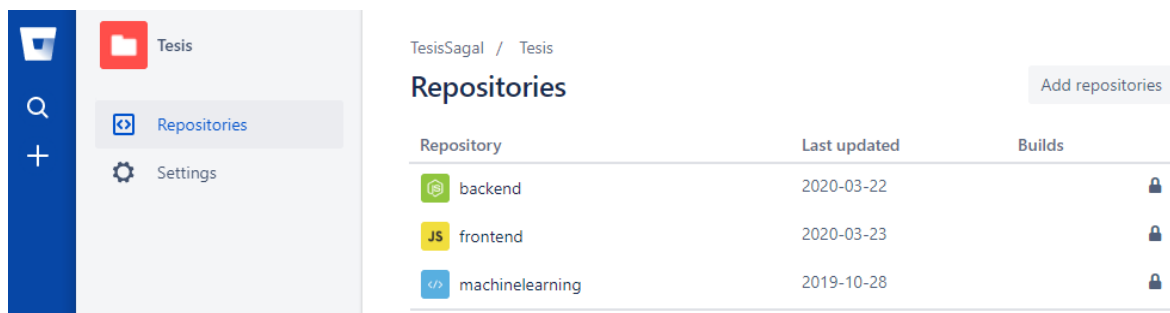 Tesis
Repositories
Settings
TesisSagal / Tesis
Repositories
Add repositories
Repository Last updated Builds
backend 2020-03-22
JS frontend 2020-03-23
</> machinelearning 2019-10-28